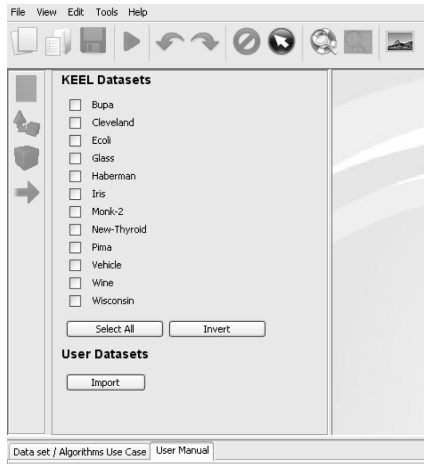 File View Edit Tools Help
KEEL Datasets
Bupa
Cleveland
Ecoli
Glass
Haberman
Iris
Monk-2
New-Thyroid
Pima
Vehicle
Wine
Wisconsin
Select All Invert
User Datasets
Import
Data set / Algorithms Use Case User Manual